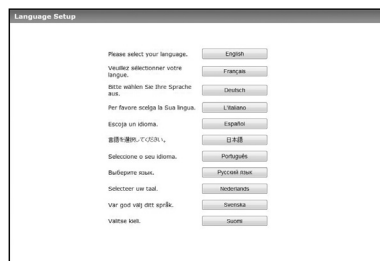 Language Setup
Please select your language. English
Veuillez sélectionner votre
langue. Français
Bitte wählen Sie Ihre Sprache
aus. Deutsch
Per favore scelga la Sua lingua. L'Italiano
Escoja un idioma. Español
言語を選択してください。 日本語
Seleccione o seu idioma. Português
Выберите язык. Русский язык
Selecteer uw taal. Nederlands
Var god välj ditt språk. Svenska
Valitse kieli. Suomi